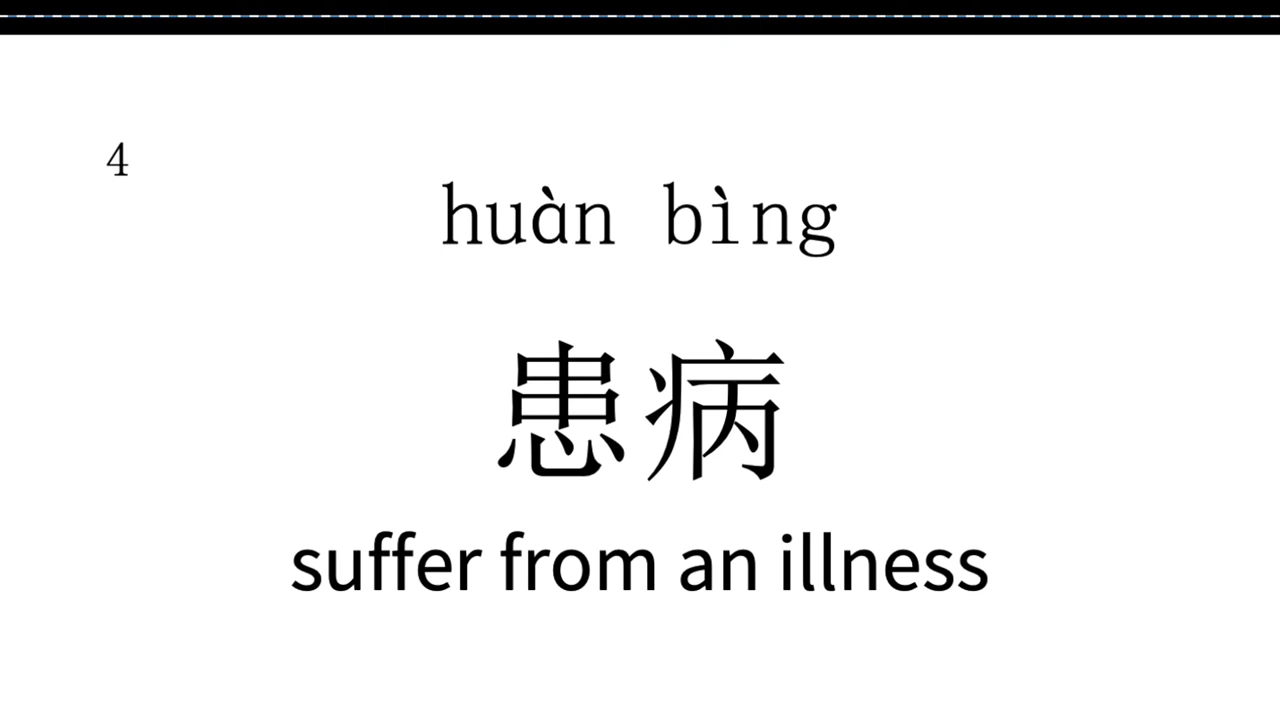 4
huàn bìng
患病
suffer from an illness